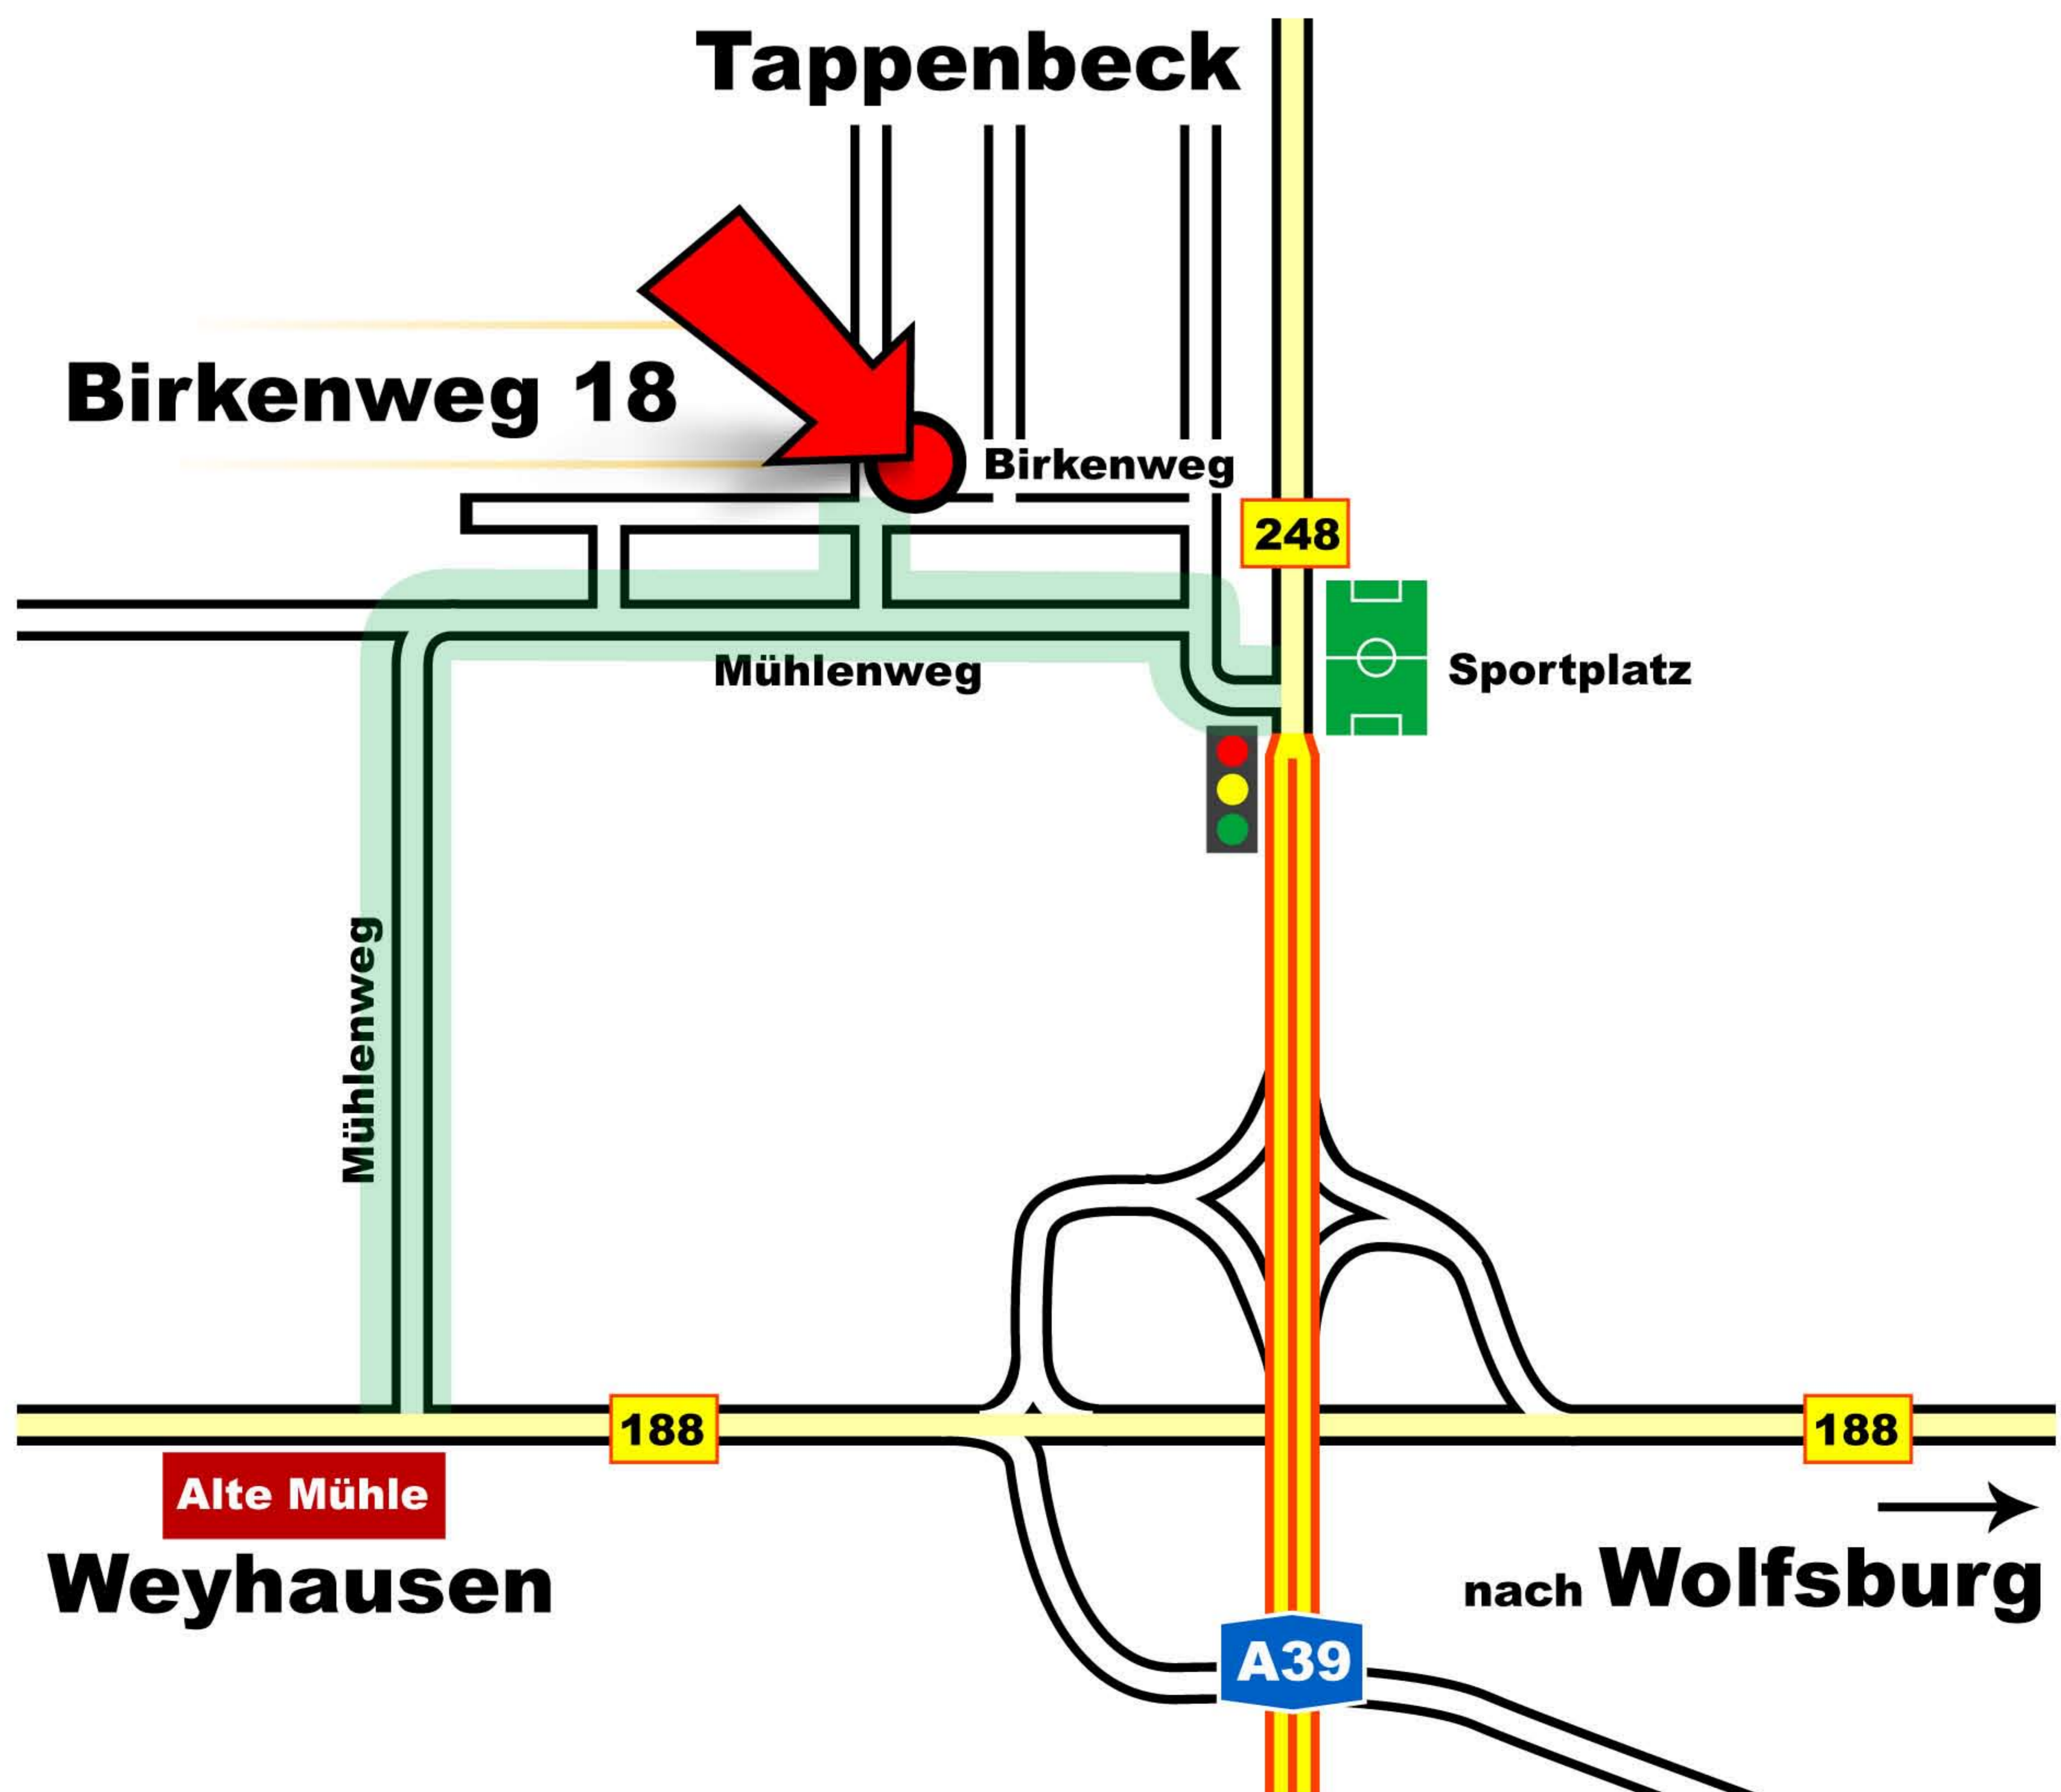 Tappenbeck
Birkenweg 18
Birkenweg
248
Mühlenweg
Sportplatz
Mühlenweg
188
188
Alte Mühle
Weyhausen
nach Wolfsburg
A39